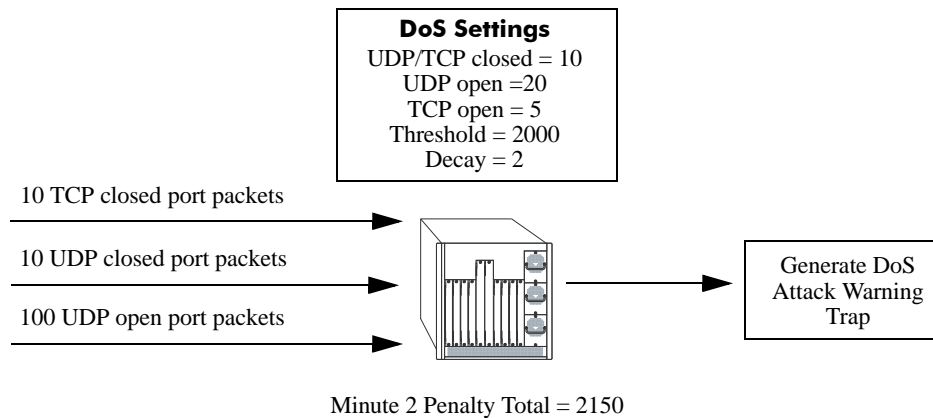 DoS Settings
UDP/TCP closed = 10
UDP open =20
TCP open = 5
Threshold = 2000
Decay = 2
10 TCP closed port packets
10 UDP closed port packets
100 UDP open port packets
Generate DoS
Attack Warning
Trap
Minute 2 Penalty Total = 2150